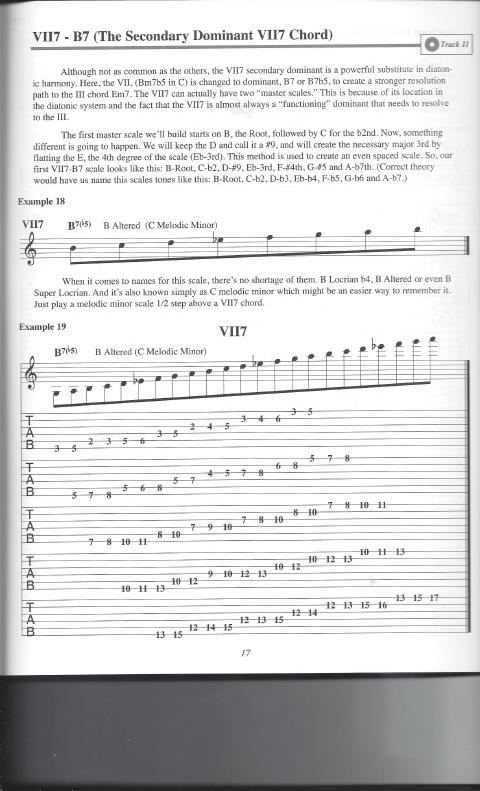 VII7 - B7 (The Secondary Dominant VII7 Chord)
Track 11
Although not as common as the others, the VII7 secondary dominant is a powerful substitute in diaton-
ic harmony. Here, the VII, (Bm7b5 in C) is changed to dominant, B7 or B7b5, to create a stronger resolution
path to the III chord Em7. The VII7 can actually have two "master scales." This is because of its location in
the diatonic system and the fact that the VII7 is almost always a "functioning" dominant that needs to resolve
to the III.
The first master scale we'll build starts on B, the Root, followed by C for the b2nd. Now, something
different is going to happen. We will keep the D and call it a #9, and will create the necessary major 3rd by
flatting the E, the 4th degree of the scale (Eb-3rd). This method is used to create an even spaced scale. So, our
first VII7-B7 scale looks like this: B-Root, C-b2, D-#9, Eb-3rd, F-#4th, G-#5 and A-b7th. (Correct theory
would have us name this scales tones like this: B-Root, C-b2, D-b3, Eb-b4, F-b5, G-b6 and A-b7.)
Example 18
VII7 B7(♭5) B Altered (C Melodic Minor)
When it comes to names for this scale, there's no shortage of them. B Locrian b4, B Altered or even B
Super Locrian. And it's also known simply as C melodic minor which might be an easier way to remember it.
Just play a melodic minor scale 1/2 step above a VII7 chord.
Example 19
VII7
B7(♭5) B Altered (C Melodic Minor)
T A B 3 5 2 3 5 6 3 5 2 4 5 3 4 6 3 5
T A B 5 7 8 5 6 8 5 7 4 5 7 8 6 8 5 7 8
T A B 7 8 10 11 8 10 7 9 10 7 8 10 8 10 7 8 10 11
T A B 10 11 13 10 12 9 10 12 13 10 12 10 12 13 10 11 13
T A B 13 15 12 14 15 12 13 15 12 14 12 13 15 16 13 15 17
17